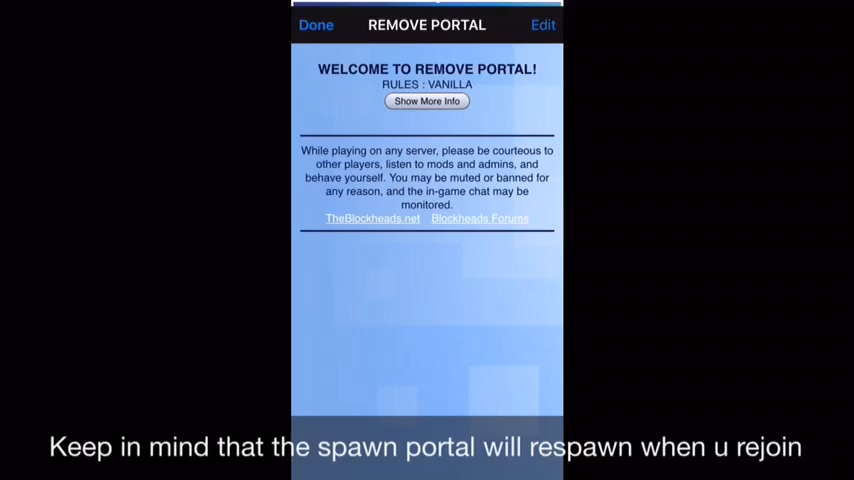 Done REMOVE PORTAL Edit
WELCOME TO REMOVE PORTAL!
RULES : VANILLA
Show More Info
While playing on any server, please be courteous to
other players, listen to mods and admins, and
behave yourself. You may be muted or banned for
any reason, and the in-game chat may be
monitored.
TheBlockheads.net Blockheads Forums
Keep in mind that the spawn portal will respawn when u rejoin